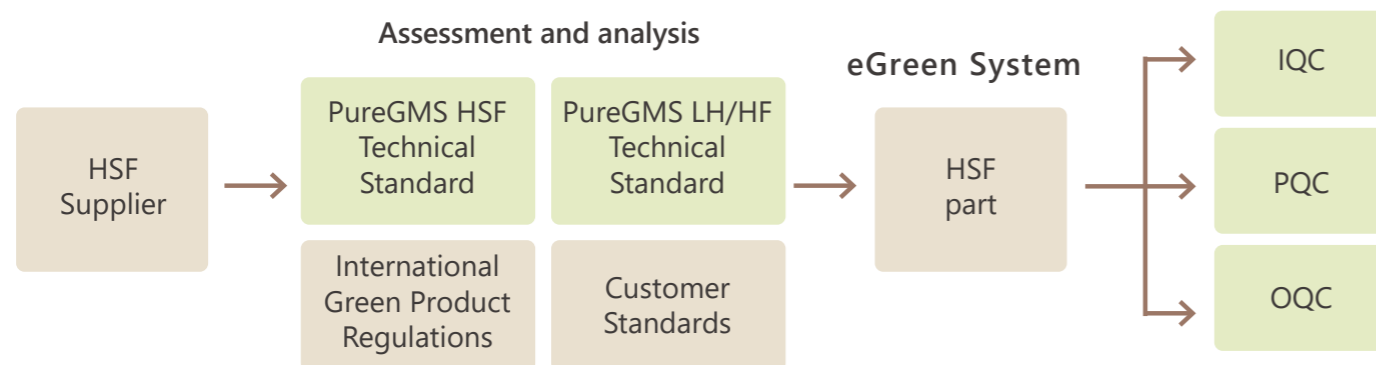 Assessment and analysis
eGreen System
HSF
Supplier
PureGMS HSF
Technical
Standard
PureGMS LH/HF
Technical
Standard
International
Green Product
Regulations
Customer
Standards
HSF
part
IQC
PQC
OQC